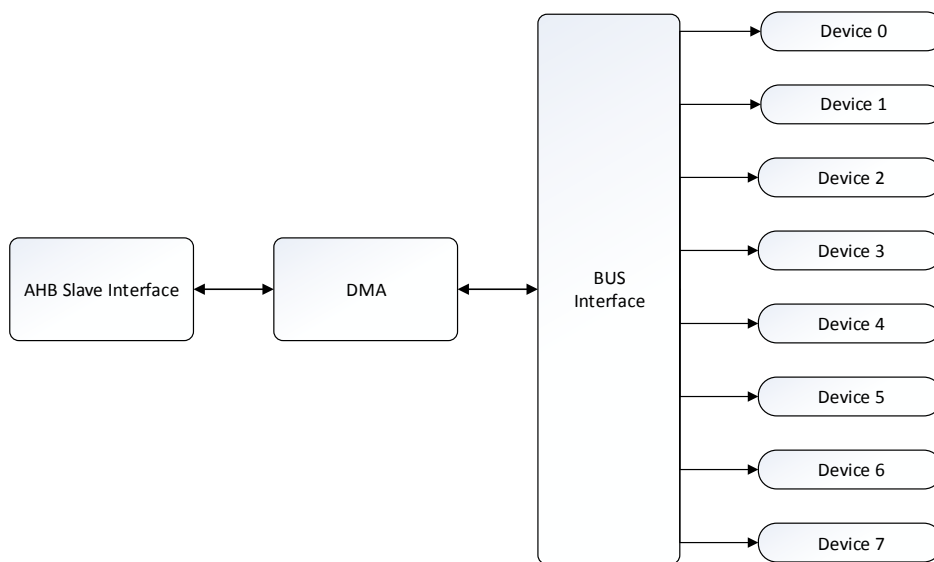 AHB Slave Interface
DMA
BUS
Interface
Device 0
Device 1
Device 2
Device 3
Device 4
Device 5
Device 6
Device 7